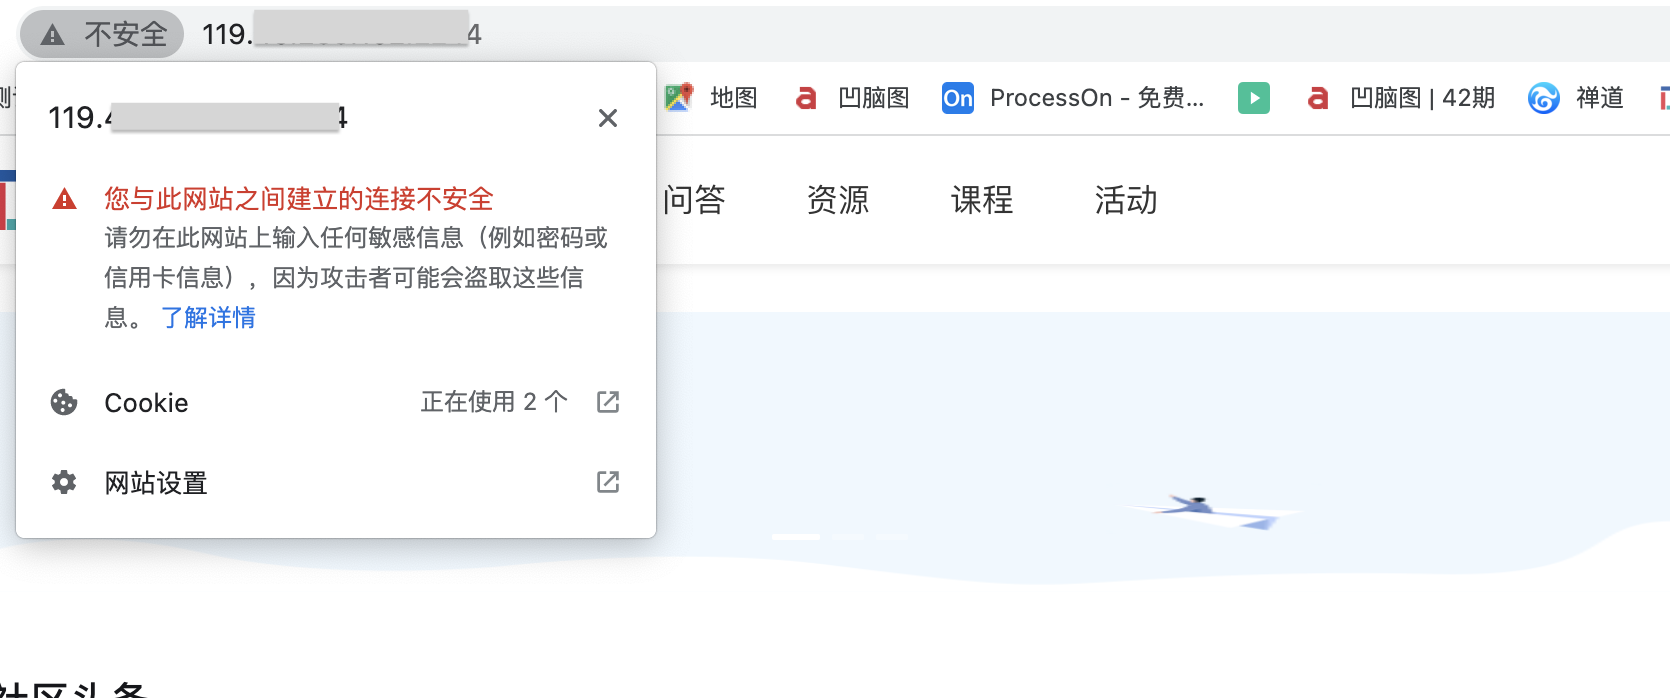 不安全 119. 4
地图 凹脑图 On ProcessOn - 免费... 凹脑图 | 42期 禅道
119.4 4
您与此网站之间建立的连接不安全
请勿在此网站上输入任何敏感信息（例如密码或
信用卡信息），因为攻击者可能会盗取这些信
息。 了解详情
Cookie 正在使用 2 个
网站设置
问答 资源 课程 活动
社区头条